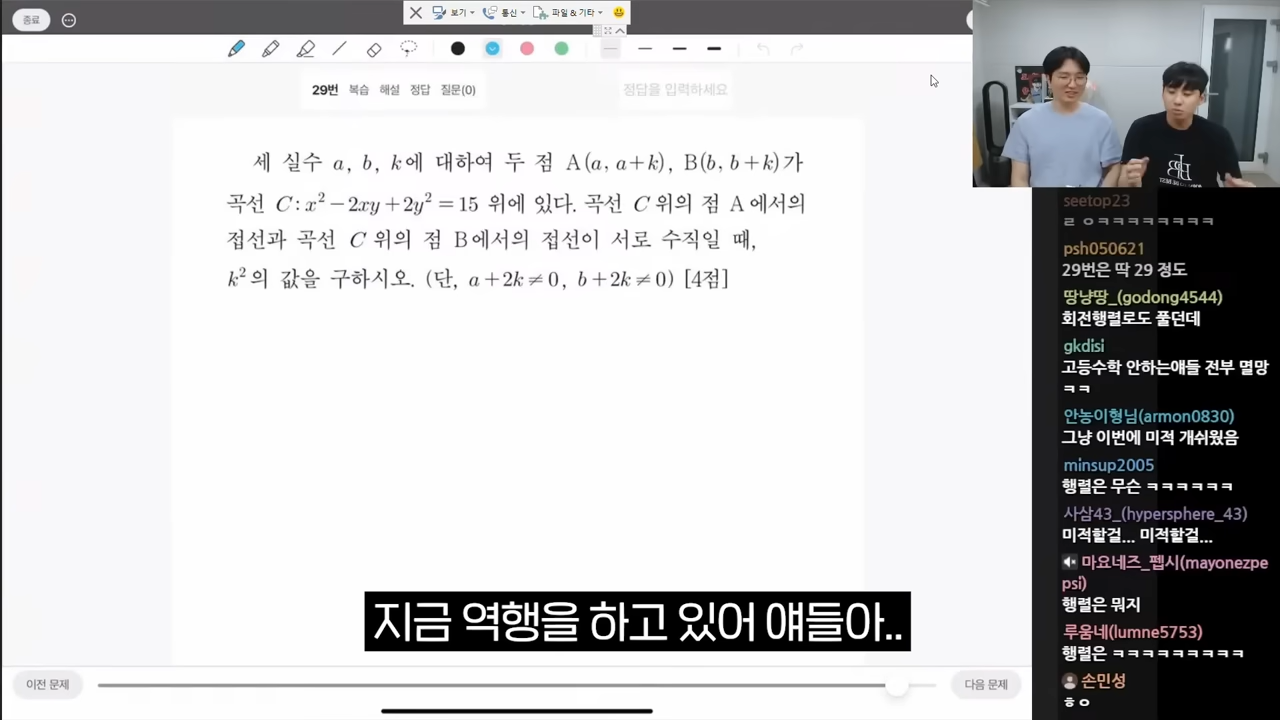 종료
보기
통신
파일 & 기타
29번 복습 해설 정답 질문(0)
정답을 입력하세요
세 실수 a, b, k에 대하여 두 점 A(a, a+k), B(b, b+k)가
곡선 C: x²−2xy+2y²=15 위에 있다. 곡선 C 위의 점 A에서의
접선과 곡선 C 위의 점 B에서의 접선이 서로 수직일 때,
k²의 값을 구하시오. (단, a+2k≠0, b+2k≠0) [4점]
지금 역행을 하고 있어 얘들아..
이전 문제
다음 문제
seetop23
ㄹ ㅇㅋㅋㅋㅋㅋㅋㅋㅋㅋ
psh050621
29번은 딱 29 정도
땅냥땅_(godong4544)
회전행렬로도 풀던데
gkdisi
고등수학 안하는애들 전부 멸망
ㅋㅋ
안농이형님(armon0830)
그냥 이번에 미적 개쉬웠음
minsup2005
행렬은 무슨 ㅋㅋㅋㅋㅋㅋ
사삼43_(hypersphere_43)
미적할걸... 미적할걸...
마요네즈_펩시(mayonezpe
psi)
행렬은 뭐지
루움네(lumne5753)
행렬은 ㅋㅋㅋㅋㅋㅋㅋㅋㅋ
손민성
ㅎㅇ